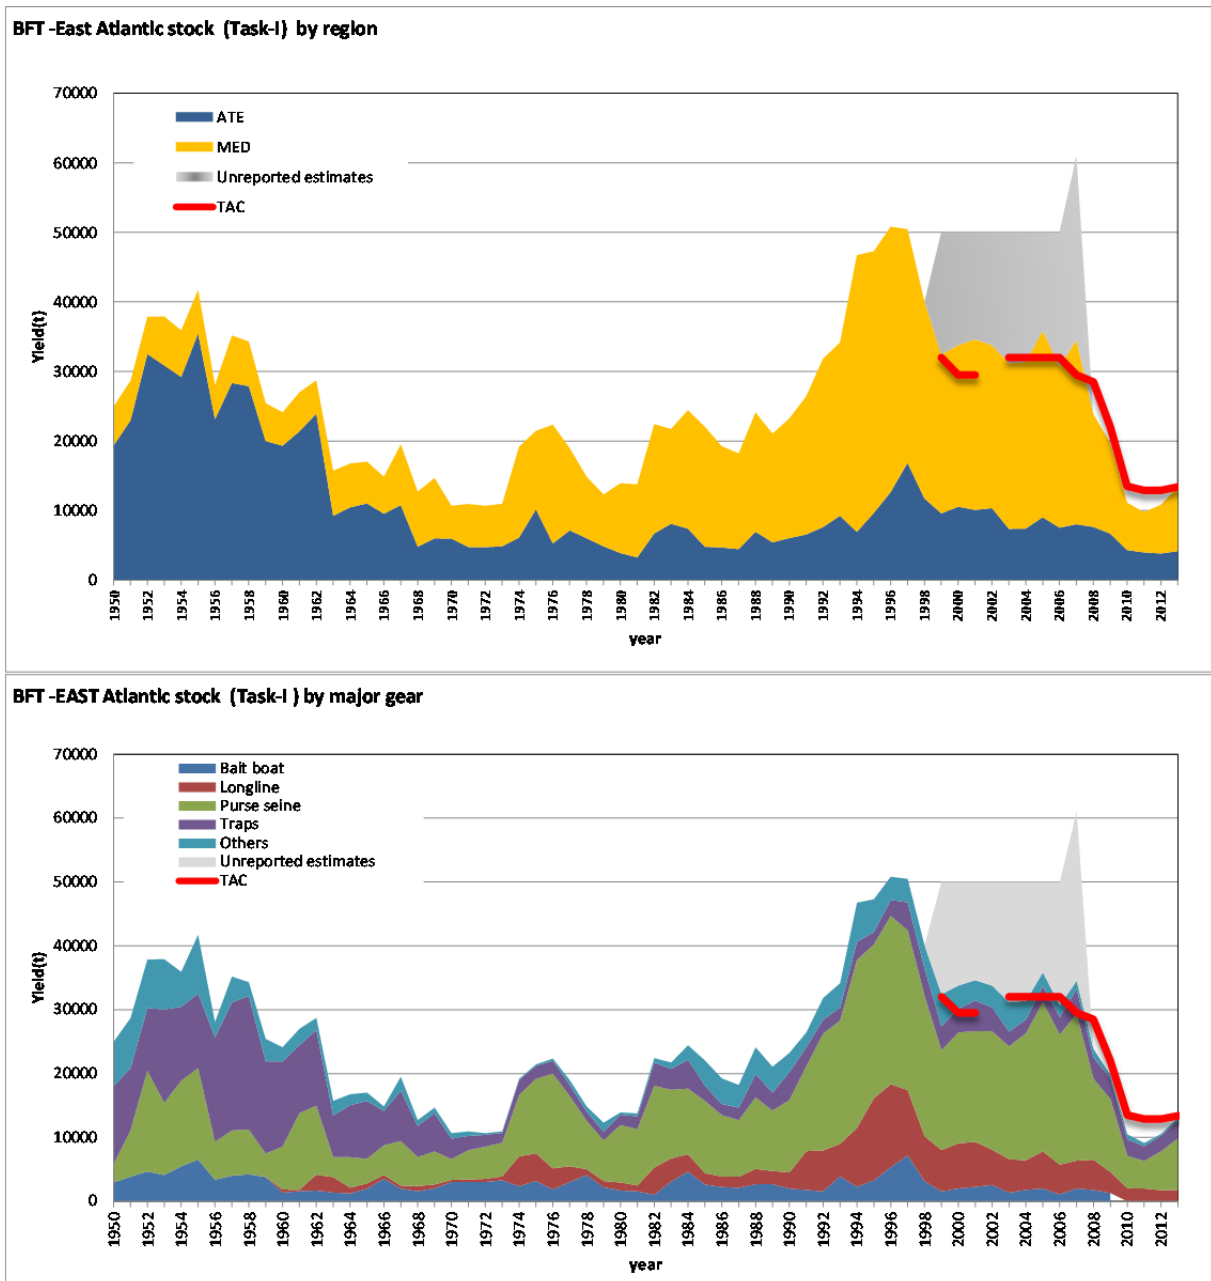 BFT -East Atlantic stock (Task-I) by region
70000
60000
50000
40000
30000
20000
10000
0
Yield(t)
ATE
MED
Unreported estimates
TAC
1950 1952 1954 1956 1958 1960 1962 1964 1966 1968 1970 1972 1974 1976 1978 1980 1982 1984 1986 1988 1990 1992 1994 1996 1998 2000 2002 2004 2006 2008 2010 2012
year
BFT -EAST Atlantic stock (Task-I ) by major gear
70000
60000
50000
40000
30000
20000
10000
0
Yield(t)
Bait boat
Longline
Purse seine
Traps
Others
Unreported estimates
TAC
1950 1952 1954 1956 1958 1960 1962 1964 1966 1968 1970 1972 1974 1976 1978 1980 1982 1984 1986 1988 1990 1992 1994 1996 1998 2000 2002 2004 2006 2008 2010 2012
year